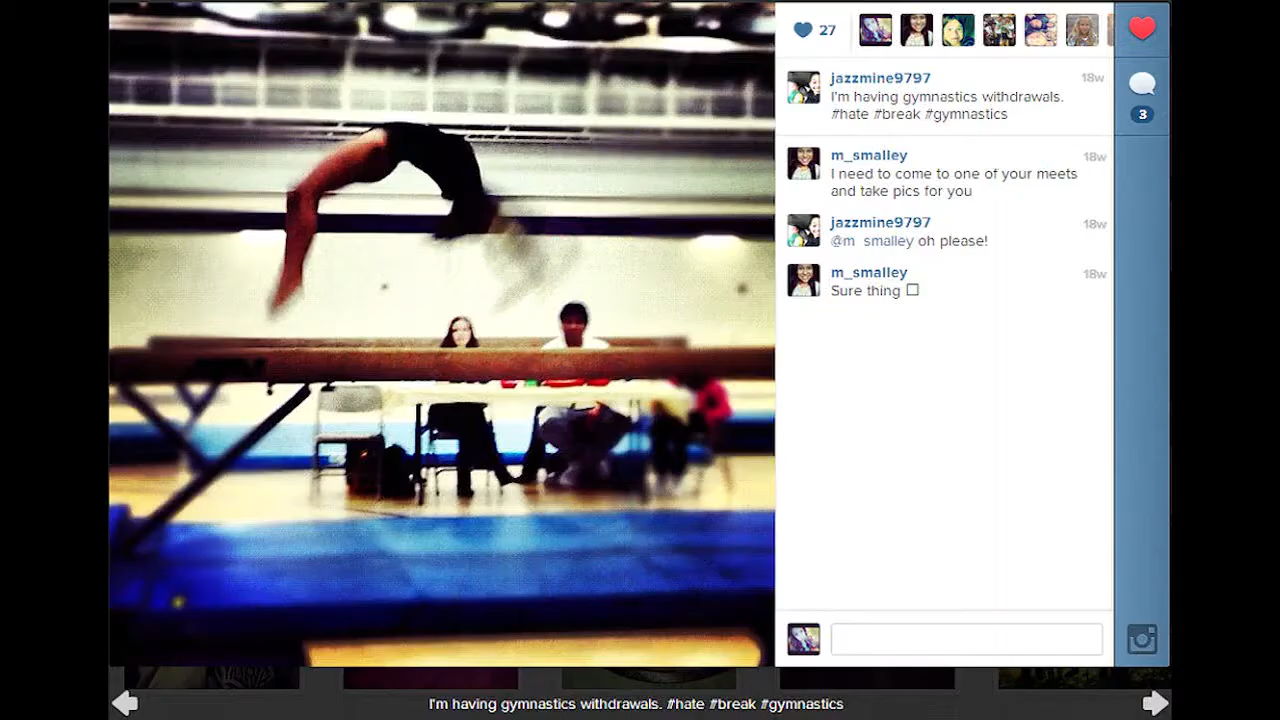 27
jazzmine9797 18w
I'm having gymnastics withdrawals.
#hate #break #gymnastics
3
m_smalley 18w
I need to come to one of your meets
and take pics for you
jazzmine9797 18w
@m_smalley oh please!
m_smalley 18w
Sure thing
I'm having gymnastics withdrawals. #hate #break #gymnastics